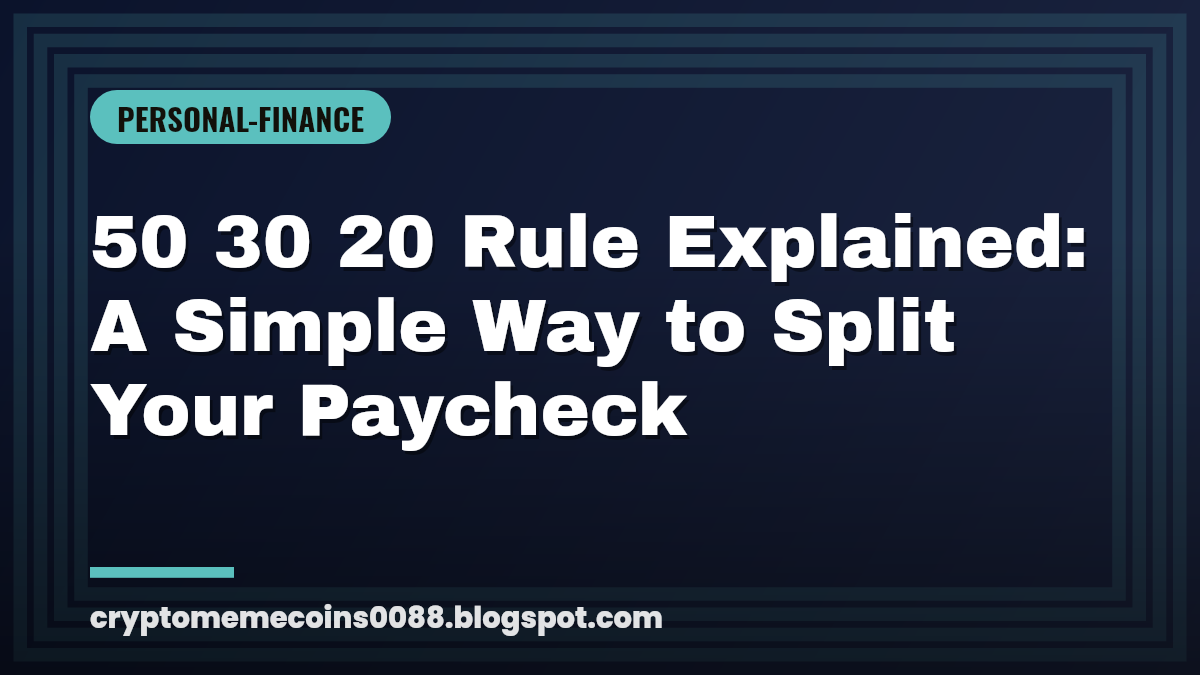 PERSONAL-FINANCE
50 30 20 Rule Explained:
A Simple Way to Split
Your Paycheck
cryptomemecoins0088.blogspot.com